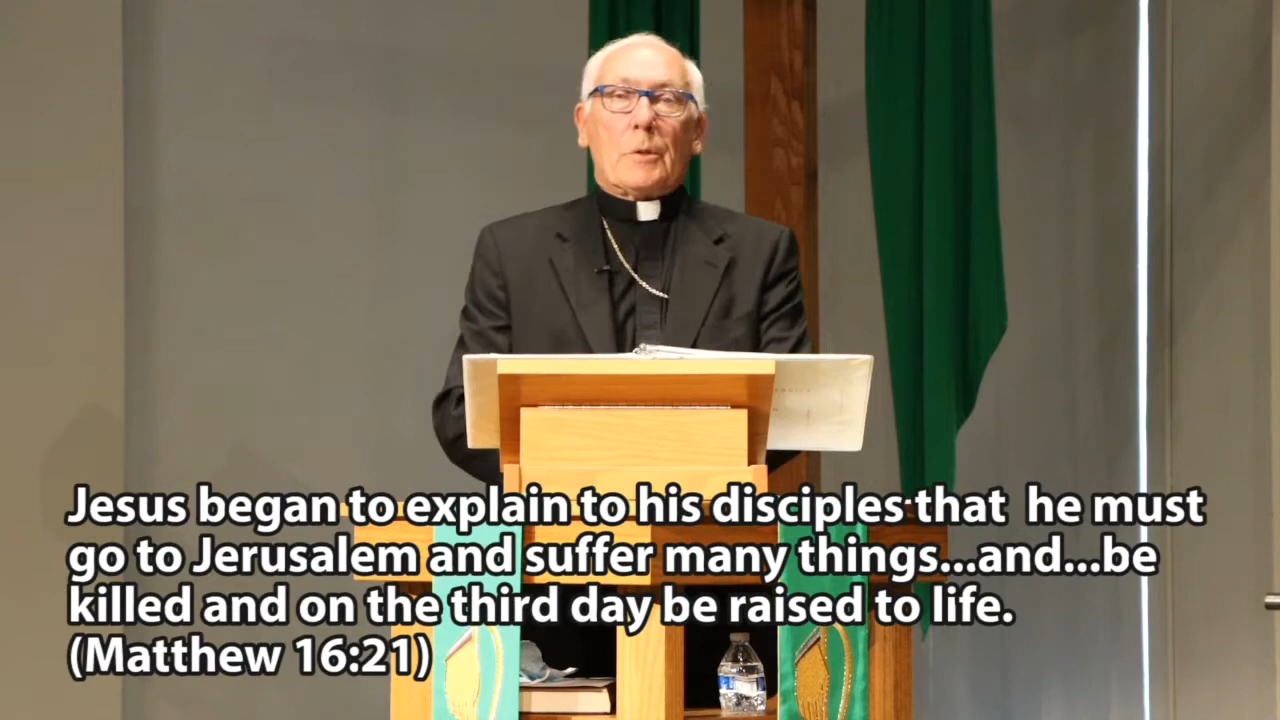 Jesus began to explain to his disciples that he must
go to Jerusalem and suffer many things...and...be
killed and on the third day be raised to life.
(Matthew 16:21)